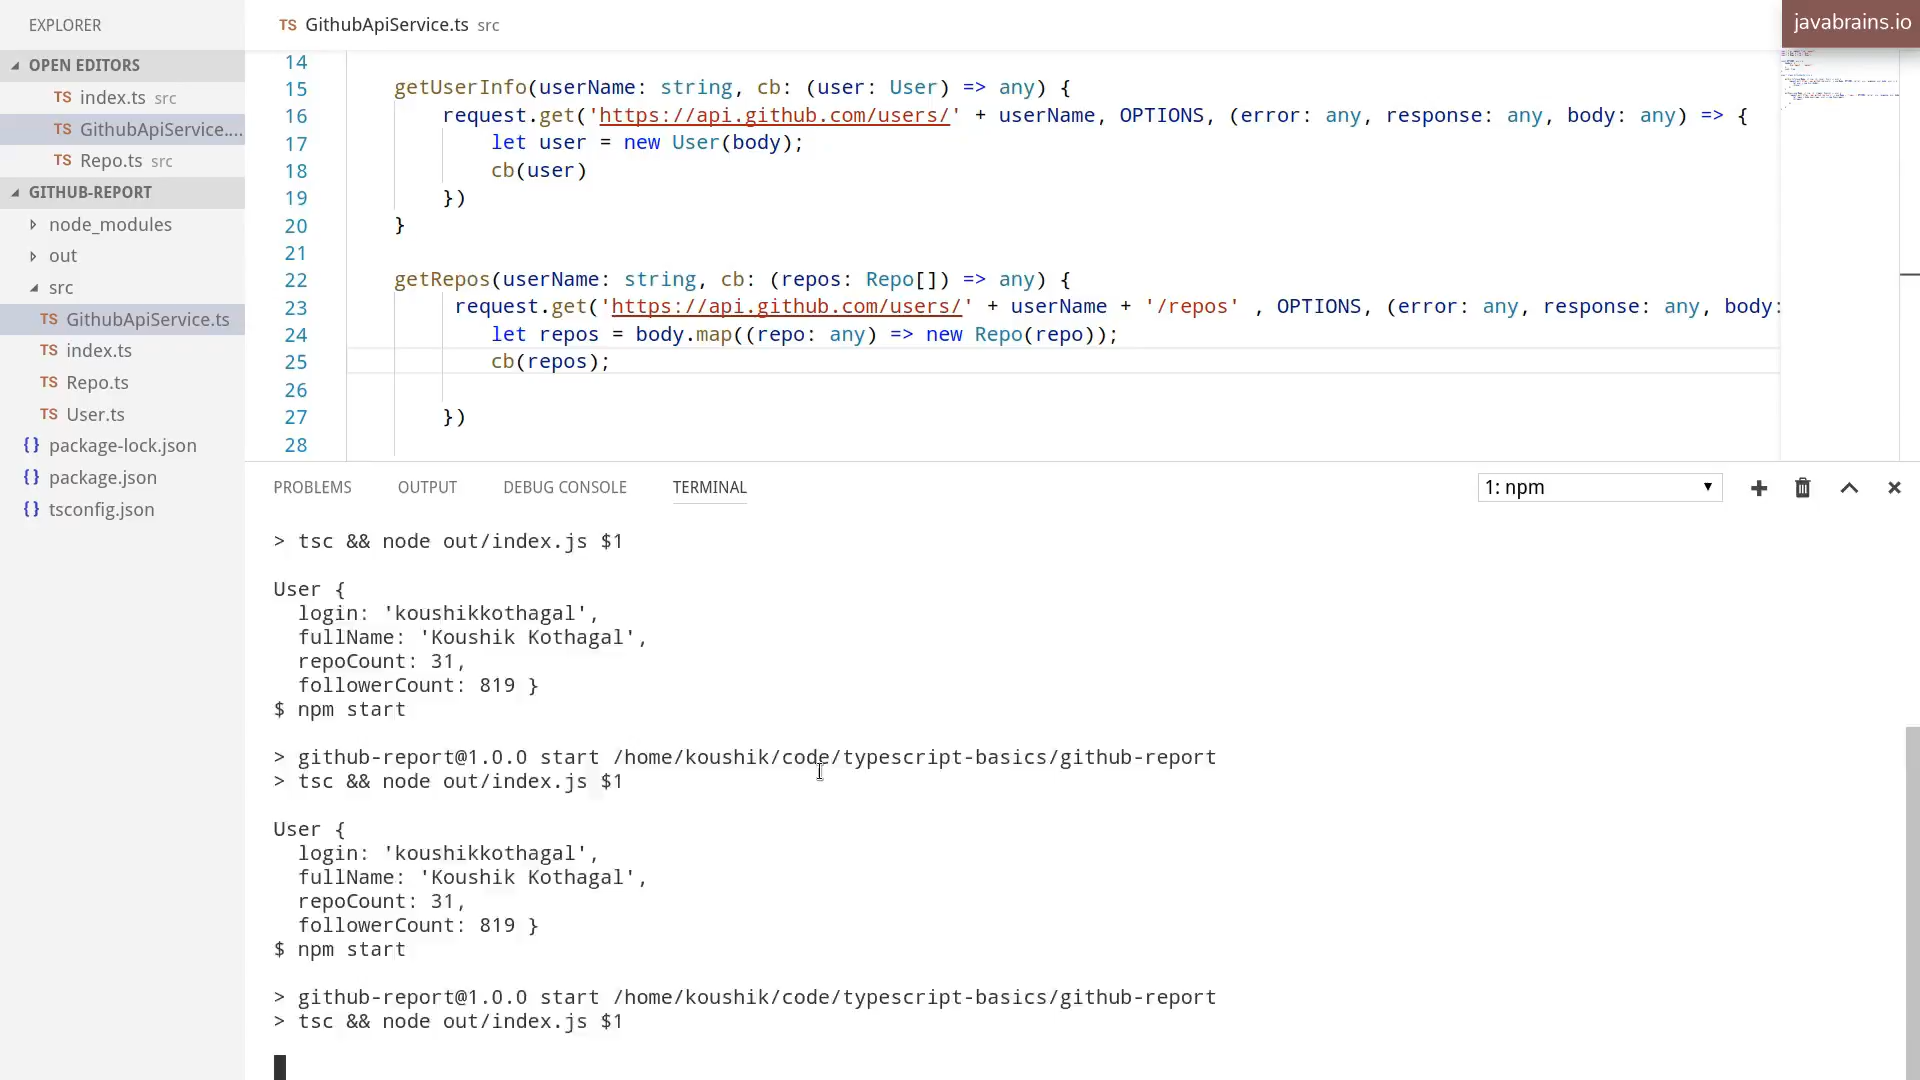 EXPLORER
OPEN EDITORS
TS index.ts src
TS GithubApiService....
TS Repo.ts src
GITHUB-REPORT
node_modules
out
src
TS GithubApiService.ts
TS index.ts
TS Repo.ts
TS User.ts
{} package-lock.json
{} package.json
{} tsconfig.json
TS GithubApiService.ts src
javabrains.io
14
15 getUserInfo(userName: string, cb: (user: User) => any) {
16 request.get('https://api.github.com/users/' + userName, OPTIONS, (error: any, response: any, body: any) => {
17 let user = new User(body);
18 cb(user)
19 })
20 }
21
22 getRepos(userName: string, cb: (repos: Repo[]) => any) {
23 request.get('https://api.github.com/users/' + userName + '/repos' , OPTIONS, (error: any, response: any, body:
24 let repos = body.map((repo: any) => new Repo(repo));
25 cb(repos);
26
27 })
28
PROBLEMS OUTPUT DEBUG CONSOLE TERMINAL 1: npm
> tsc && node out/index.js $1
User {
login: 'koushikkothagal',
fullName: 'Koushik Kothagal',
repoCount: 31,
followerCount: 819 }
$ npm start
> github-report@1.0.0 start /home/koushik/code/typescript-basics/github-report
> tsc && node out/index.js $1
User {
login: 'koushikkothagal',
fullName: 'Koushik Kothagal',
repoCount: 31,
followerCount: 819 }
$ npm start
> github-report@1.0.0 start /home/koushik/code/typescript-basics/github-report
> tsc && node out/index.js $1